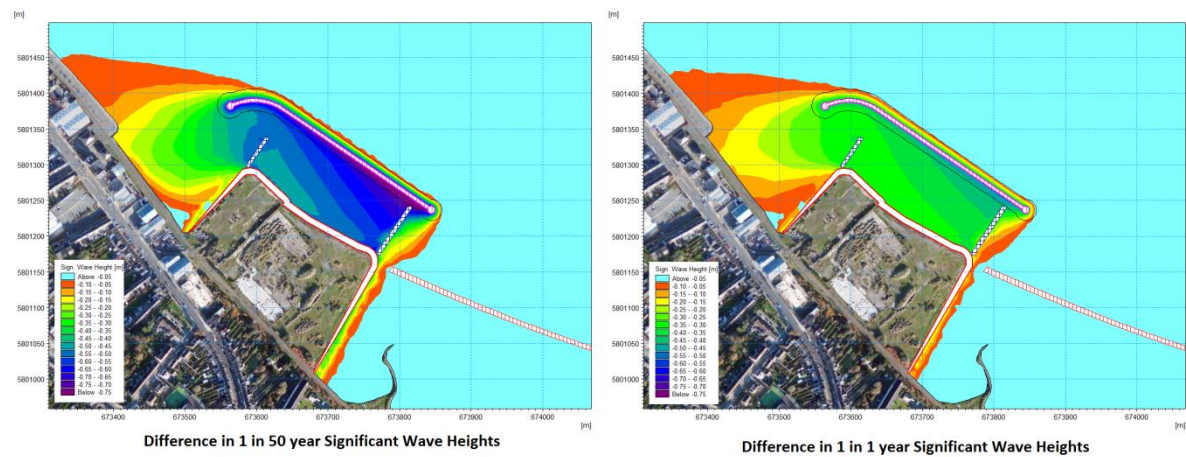 [m]
5801450
5801400
5801350
5801300
5801250
5801200
5801150
5801100
5801050
5801000
Sign. Wave Height [m]
Above -0.05
-0.10 - -0.05
-0.15 - -0.10
-0.20 - -0.15
-0.25 - -0.20
-0.30 - -0.25
-0.35 - -0.30
-0.40 - -0.35
-0.45 - -0.40
-0.50 - -0.45
-0.55 - -0.50
-0.60 - -0.55
-0.65 - -0.60
-0.70 - -0.65
-0.75 - -0.70
Below -0.75
673400 673500 673600 673700 673800 673900 674000
[m]
Difference in 1 in 50 year Significant Wave Heights
[m]
5801450
5801400
5801350
5801300
5801250
5801200
5801150
5801100
5801050
5801000
Sign. Wave Height [m]
Above -0.05
-0.10 - -0.05
-0.15 - -0.10
-0.20 - -0.15
-0.25 - -0.20
-0.30 - -0.25
-0.35 - -0.30
-0.40 - -0.35
-0.45 - -0.40
-0.50 - -0.45
-0.55 - -0.50
-0.60 - -0.55
-0.65 - -0.60
-0.70 - -0.65
-0.75 - -0.70
Below -0.75
673400 673500 673600 673700 673800 673900 674000
[m]
Difference in 1 in 1 year Significant Wave Heights